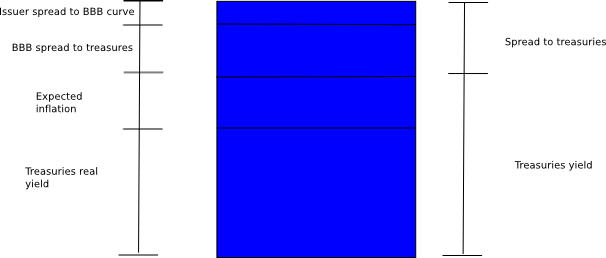 Issuer spread to BBB curve
BBB spread to treasures
Expected
inflation
Treasuries real
yield
Spread to treasuries
Treasuries yield